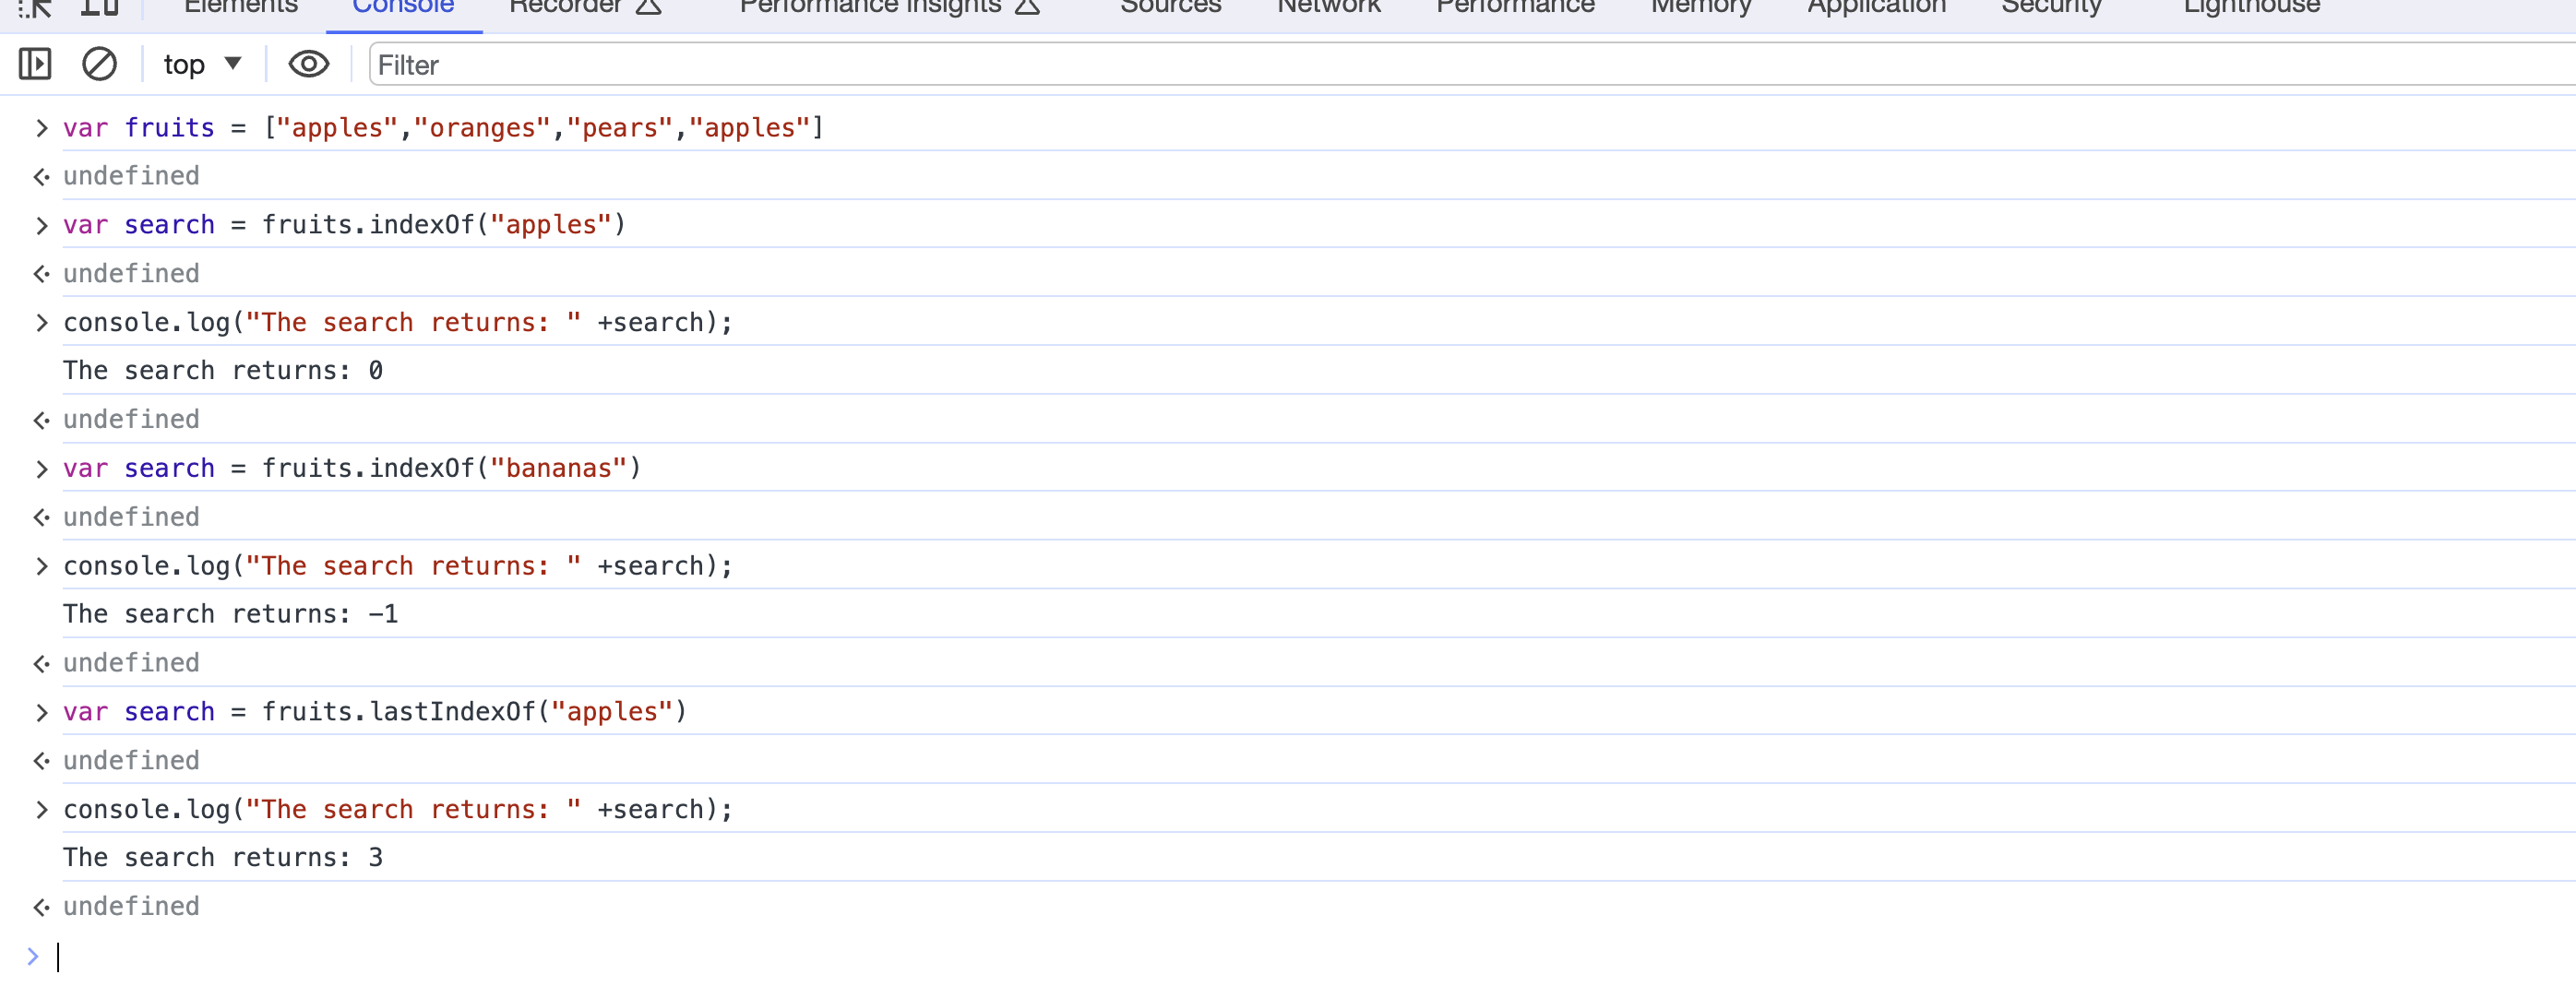 Elements Console Recorder Performance insights Sources Network Performance Memory Application Security Lighthouse
top ▼ Filter
> var fruits = ["apples","oranges","pears","apples"]
<· undefined
> var search = fruits.indexOf("apples")
<· undefined
> console.log("The search returns: " +search);
The search returns: 0
<· undefined
> var search = fruits.indexOf("bananas")
<· undefined
> console.log("The search returns: " +search);
The search returns: -1
<· undefined
> var search = fruits.lastIndexOf("apples")
<· undefined
> console.log("The search returns: " +search);
The search returns: 3
<· undefined
>